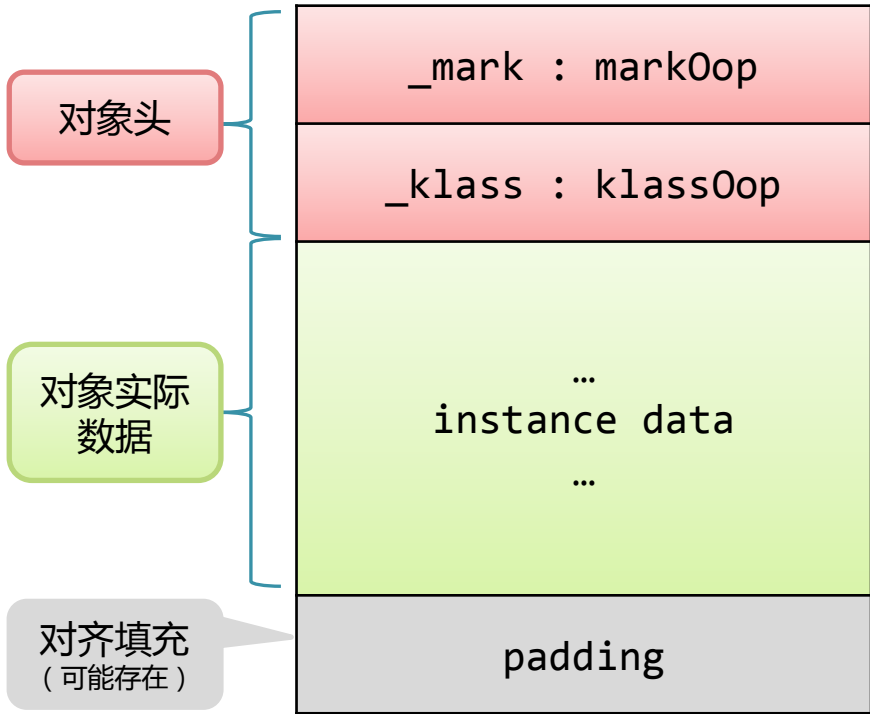 对象头
_mark : markOop
_klass : klassOop
对象实际
数据
…
instance data
…
对齐填充
（可能存在）
padding